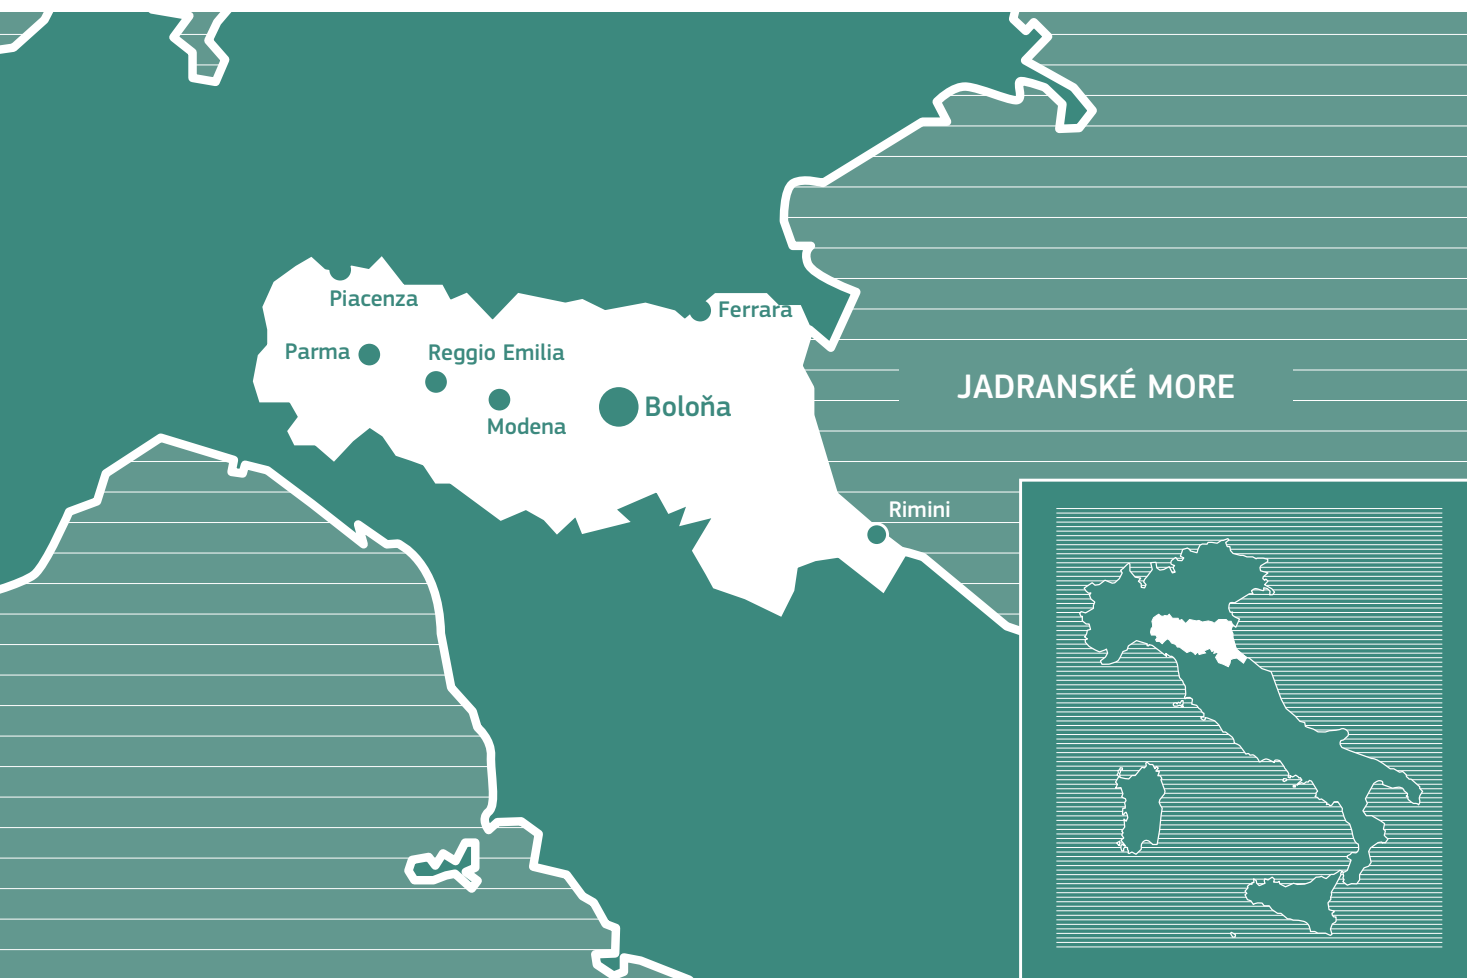 Piacenza
Ferrara
Parma
Reggio Emilia
JADRANSKÉ MORE
Boloňa
Modena
Rimini